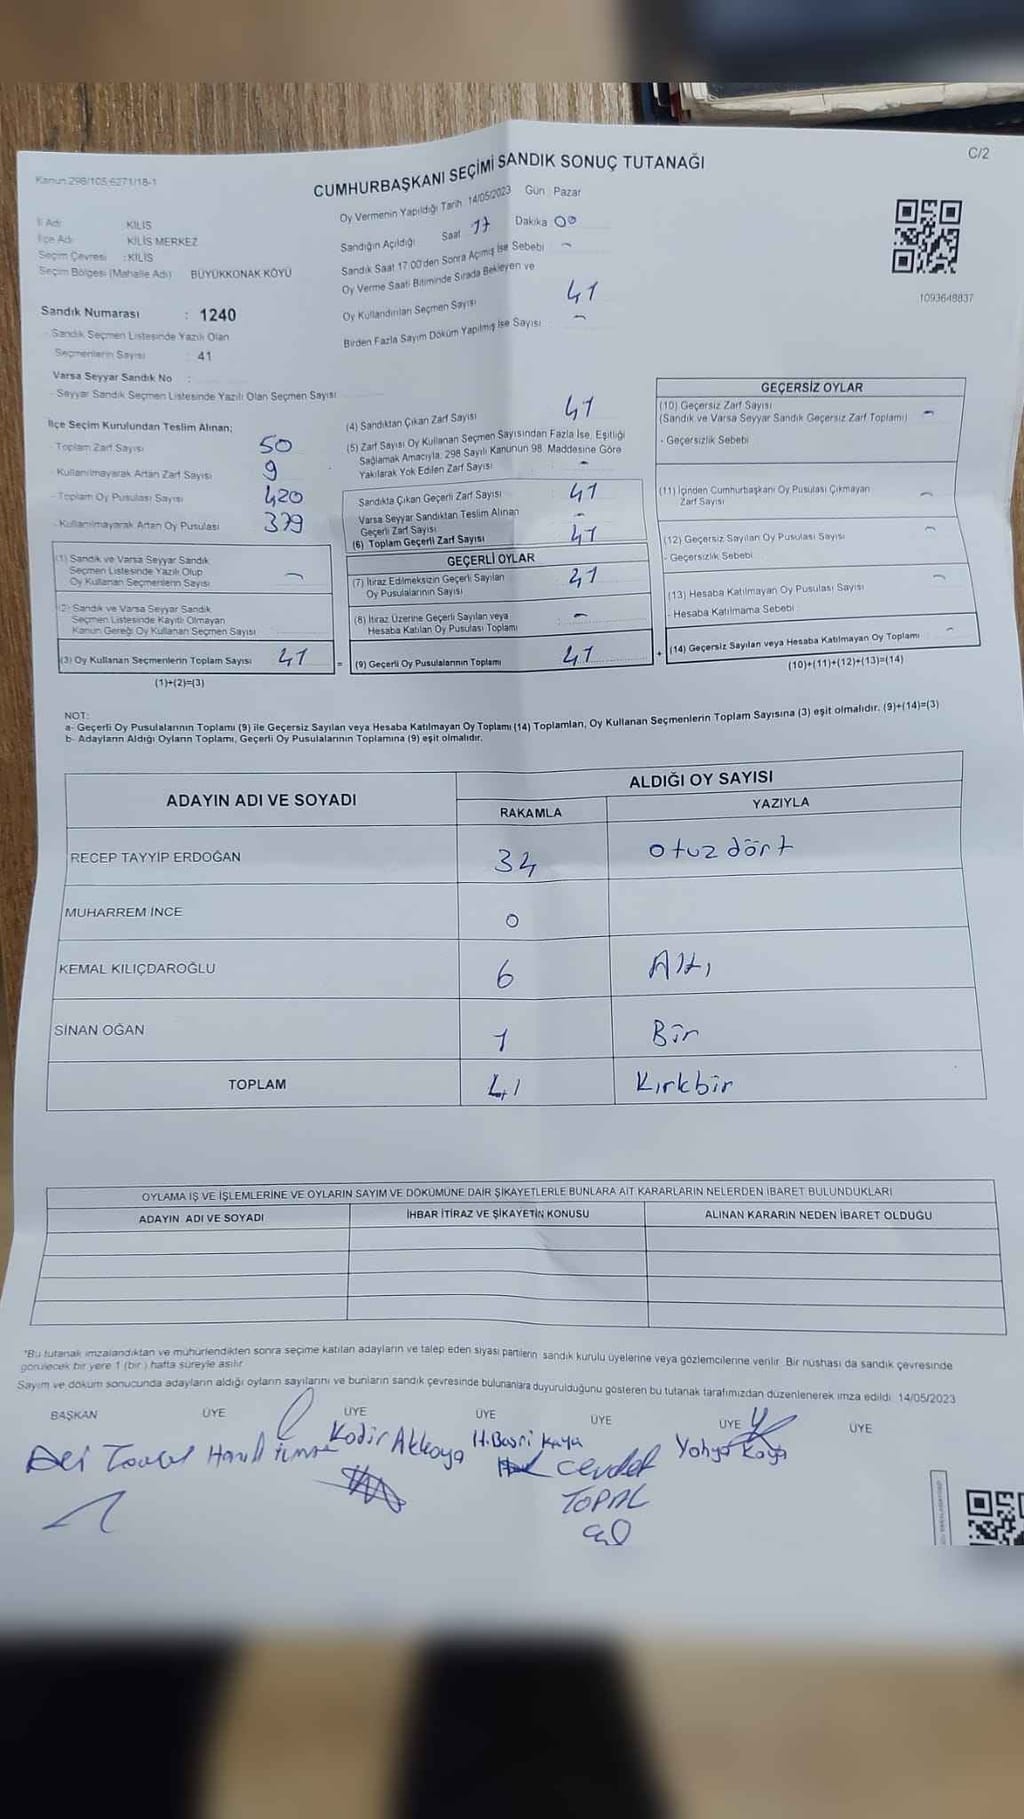 C/2
Kanun 298/105,6271/18-1
CUMHURBAŞKANI SEÇİMİ SANDIK SONUÇ TUTANAĞI
İl Adı KİLİS
İlçe Adı KİLİS MERKEZ
Seçim Çevresi : KİLİS
Seçim Bölgesi (Mahalle Adı) BÜYÜKKONAK KÖYÜ
Sandık Numarası : 1240
Sandık Seçmen Listesinde Yazılı Olan
Seçmenlerin Sayısı : 41
Varsa Seyyar Sandık No :
- Seyyar Sandık Seçmen Listesinde Yazılı Olan Seçmen Sayısı
Oy Vermenin Yapıldığı Tarih 14/05/2023 Gün Pazar
Sandığın Açıldığı Saat 17 Dakika 00
Sandık Saat 17:00'den Sonra Açmış İse Sebebi -
Oy Verme Saati Bitiminde Sırada Bekleyen ve
Oy Kullandırılan Seçmen Sayısı 41
Birden Fazla Sayım Döküm Yapılmış İse Sayısı -
1093648837
İlçe Seçim Kurulundan Teslim Alınan;
Toplam Zarf Sayısı 50
- Kullanılmayarak Artan Zarf Sayısı 9
- Toplam Oy Pusulası Sayısı 420
- Kullanılmayarak Artan Oy Pusulası 379
(1) Sandık ve Varsa Seyyar Sandık
Seçmen Listesinde Yazılı Olup
Oy Kullanan Seçmenlerin Sayısı -
(2) Sandık ve Varsa Seyyar Sandık
Seçmen Listesinde Kayıtlı Olmayan
Kanun Gereği Oy Kullanan Seçmen Sayısı
(3) Oy Kullanan Seçmenlerin Toplam Sayısı 41
(1)+(2)=(3)
(4) Sandıktan Çıkan Zarf Sayısı 41
(5) Zarf Sayısı Oy Kullanan Seçmen Sayısından Fazla İse, Eşitliği
Sağlamak Amacıyla, 298 Sayılı Kanunun 98. Maddesine Göre
Yakılarak Yok Edilen Zarf Sayısı -
Sandıkta Çıkan Geçerli Zarf Sayısı 41
Varsa Seyyar Sandıktan Teslim Alınan
Geçerli Zarf Sayısı -
(6) Toplam Geçerli Zarf Sayısı 41
GEÇERLİ OYLAR
(7) İtiraz Edilmeksizin Geçerli Sayılan
Oy Pusulalarının Sayısı 41
(8) İtiraz Üzerine Geçerli Sayılan veya
Hesaba Katılan Oy Pusulası Toplamı : -
= (9) Geçerli Oy Pusulalarının Toplamı 41
GEÇERSİZ OYLAR
(10) Geçersiz Zarf Sayısı
(Sandık ve Varsa Seyyar Sandık Geçersiz Zarf Toplamı) -
- Geçersizlik Sebebi
(11) İçinden Cumhurbaşkanı Oy Pusulası Çıkmayan
Zarf Sayısı -
(12) Geçersiz Sayılan Oy Pusulası Sayısı -
- Geçersizlik Sebebi
(13) Hesaba Katılmayan Oy Pusulası Sayısı -
- Hesaba Katılmama Sebebi
+ (14) Geçersiz Sayılan veya Hesaba Katılmayan Oy Toplamı -
(10)+(11)+(12)+(13)=(14)
NOT:
a- Geçerli Oy Pusulalarının Toplamı (9) ile Geçersiz Sayılan veya Hesaba Katılmayan Oy Toplamı (14) Toplamları, Oy Kullanan Seçmenlerin Toplam Sayısına (3) eşit olmalıdır. (9)+(14)=(3)
b- Adayların Aldığı Oyların Toplamı, Geçerli Oy Pusulalarının Toplamına (9) eşit olmalıdır.
ADAYIN ADI VE SOYADI
ALDIĞI OY SAYISI
RAKAMLA YAZIYLA
RECEP TAYYİP ERDOĞAN 34 Otuz dört
MUHARREM İNCE 0
KEMAL KILIÇDAROĞLU 6 Altı
SİNAN OĞAN 1 Bir
TOPLAM 41 Kırkbir
OYLAMA İŞ VE İŞLEMLERİNE VE OYLARIN SAYIM VE DÖKÜMÜNE DAİR ŞİKAYETLERLE BUNLARA AİT KARARLARIN NELERDEN İBARET BULUNDUKLARI
ADAYIN ADI VE SOYADI İHBAR İTİRAZ VE ŞİKAYETİN KONUSU ALINAN KARARIN NEDEN İBARET OLDUĞU
"Bu tutanak imzalandıktan ve mühürlendikten sonra seçime katılan adayların ve talep eden siyasi partilerin sandık kurulu üyelerine veya gözlemcilerine verilir. Bir nüshası da sandık çevresinde
görülecek bir yere 1 (bir) hafta süreyle asılır.
Sayım ve döküm sonucunda adayların aldığı oyların sayılarını ve bunların sandık çevresinde bulunanlara duyurulduğunu gösteren bu tutanak tarafımızdan düzenlenerek imza edildi. 14/05/2023
BAŞKAN ÜYE ÜYE ÜYE ÜYE ÜYE ÜYE
Kadir Akkaya H. Basri Kaya Cevdet Yahya Kaya
TOPAL